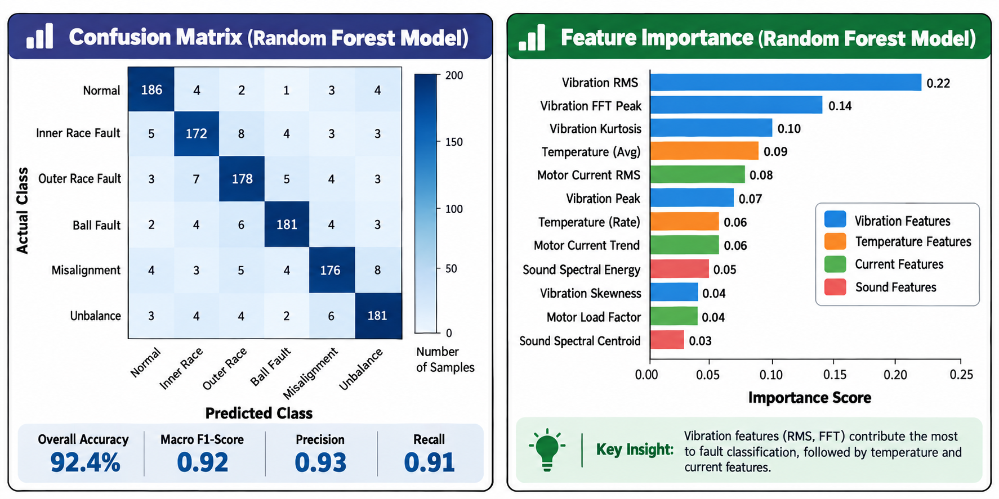 Confusion Matrix (Random Forest Model)
Actual Class
Normal 186 4 2 1 3 4
Inner Race Fault 5 172 8 4 3 3
Outer Race Fault 3 7 178 5 4 3
Ball Fault 2 4 6 181 4 3
Misalignment 4 3 5 4 176 8
Unbalance 3 4 4 2 6 181
Normal Inner Race Outer Race Ball Fault Misalignment Unbalance
Predicted Class
200
150
100
50
0
Number
of Samples
Overall Accuracy
92.4%
Macro F1-Score
0.92
Precision
0.93
Recall
0.91
Feature Importance (Random Forest Model)
Vibration RMS 0.22
Vibration FFT Peak 0.14
Vibration Kurtosis 0.10
Temperature (Avg) 0.09
Motor Current RMS 0.08
Vibration Peak 0.07
Temperature (Rate) 0.06
Motor Current Trend 0.06
Sound Spectral Energy 0.05
Vibration Skewness 0.04
Motor Load Factor 0.04
Sound Spectral Centroid 0.03
0.00 0.05 0.10 0.15 0.20 0.25
Importance Score
Vibration Features
Temperature Features
Current Features
Sound Features
Key Insight:
Vibration features (RMS, FFT) contribute the most
to fault classification, followed by temperature and
current features.